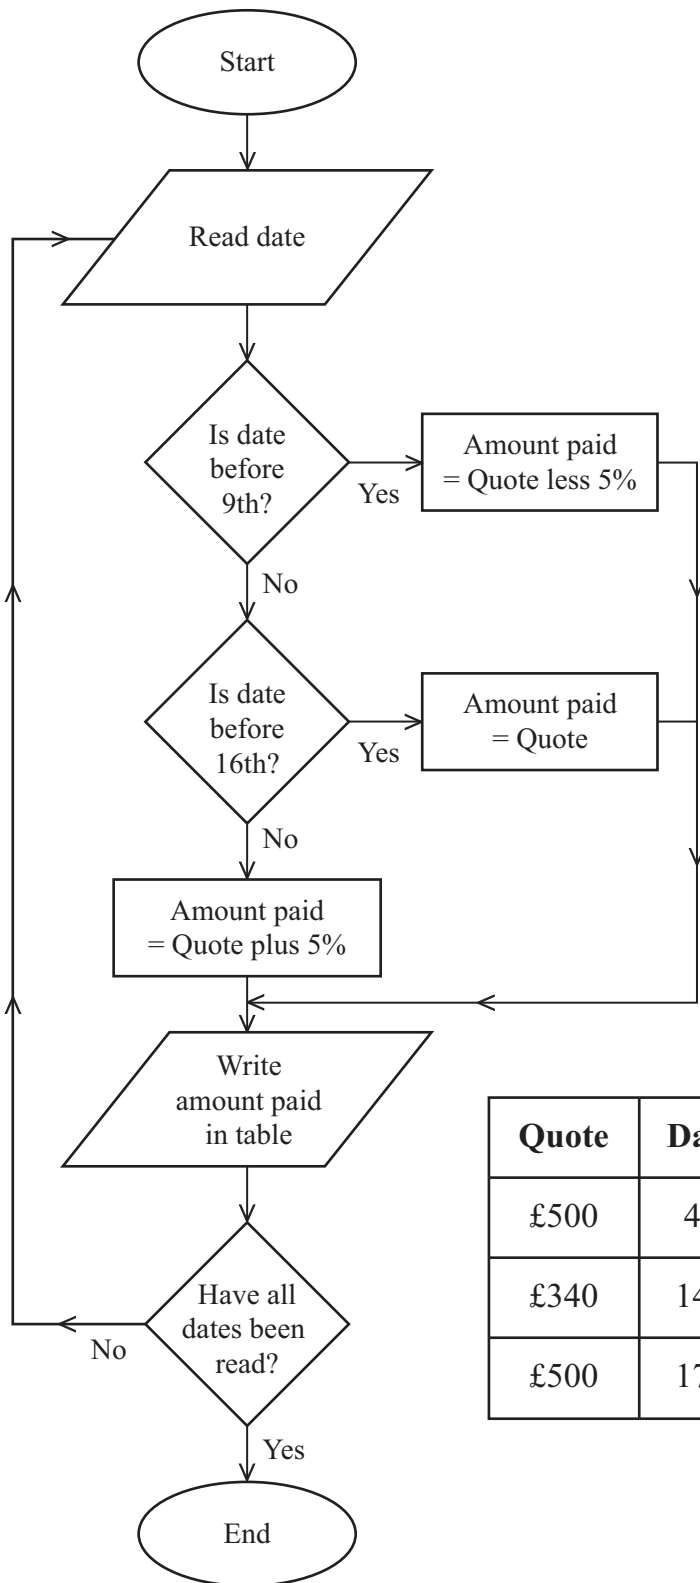 Start
Read date
Is date
before
9th?
Yes
Amount paid
= Quote less 5%
No
Is date
before
16th?
Yes
Amount paid
= Quote
No
Amount paid
= Quote plus 5%
Write
amount paid
in table
Quote
£500
£340
£500
Have all
dates been
read?
No
Yes
End